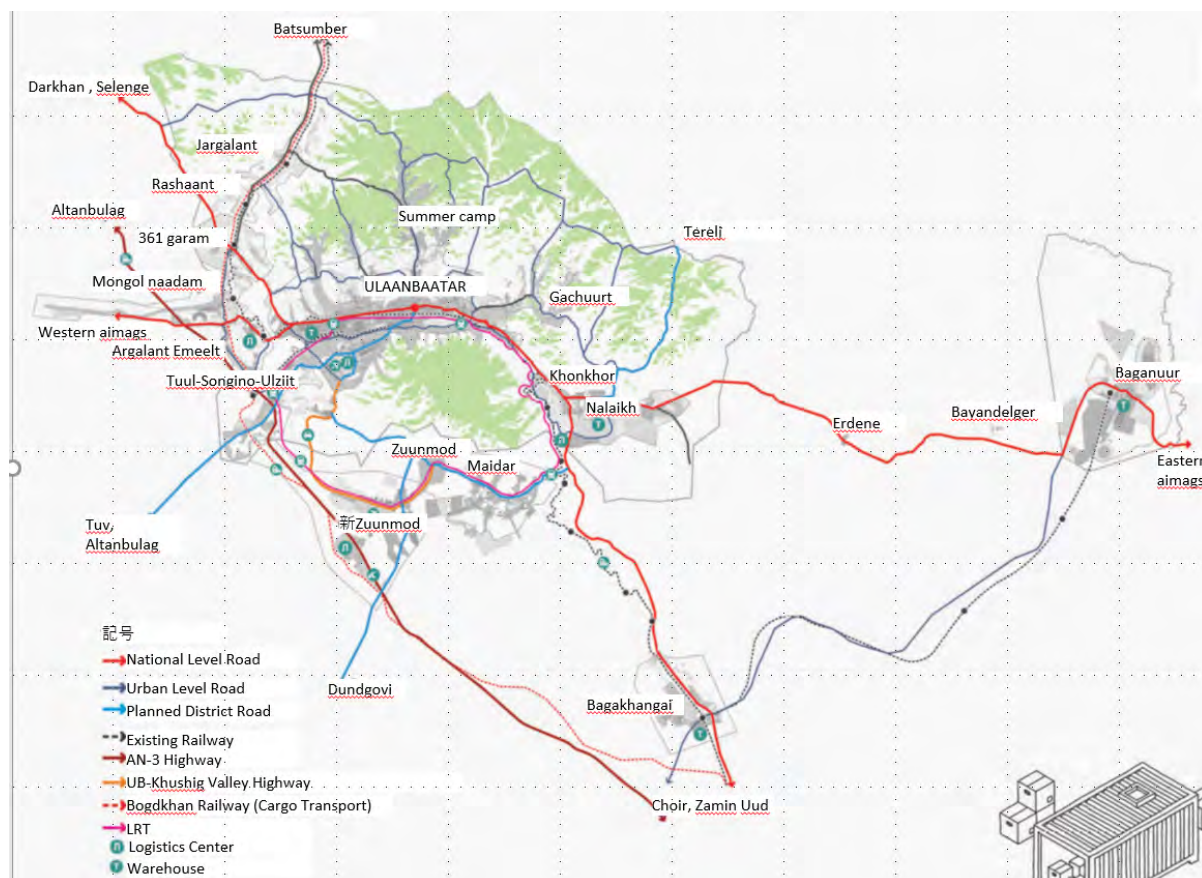 Batsumber
Darkhan , Selenge
Jargalant
Rashaant
Altanbulag
Summer camp
361 garam
Terelj
Mongol naadam
ULAANBAATAR
Gachuurt
Western aimags
Argalant Emeelt
Khonkhor
Tuul-Songino-Ulziit
Nalaikh
Baganuur
Bayandelger
Erdene
Zuunmod
Maidar
Eastern
aimags
Tuv,
Altanbulag
新Zuunmod
記号
National Level Road
Urban Level Road
Planned District Road
Existing Railway
AN-3 Highway
UB-Khushig Valley Highway
Bogdkhan Railway (Cargo Transport)
LRT
Л Logistics Center
Т Warehouse
Dundgovi
Bagakhangai
Choir, Zamin Uud